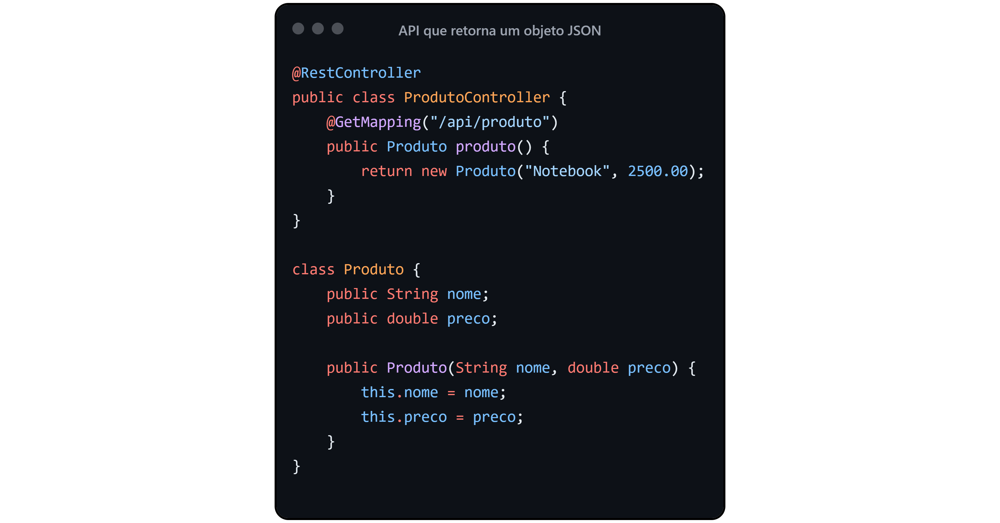 API que retorna um objeto JSON
@RestController
public class ProdutoController {
    @GetMapping("/api/produto")
    public Produto produto() {
        return new Produto("Notebook", 2500.00);
    }
}
class Produto {
    public String nome;
    public double preco;
    public Produto(String nome, double preco) {
        this.nome = nome;
        this.preco = preco;
    }
}